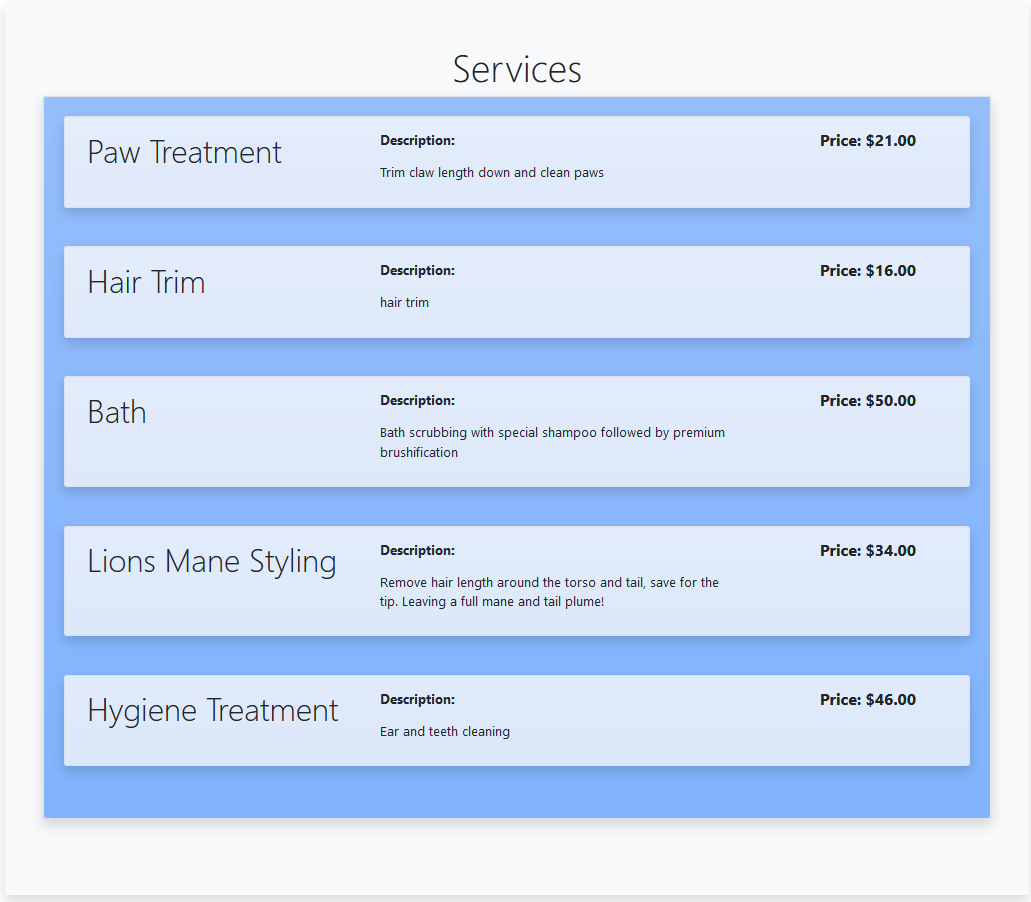 Services
Paw Treatment
Description:
Trim claw length down and clean paws
Price: $21.00
Hair Trim
Description:
hair trim
Price: $16.00
Bath
Description:
Bath scrubbing with special shampoo followed by premium
brushification
Price: $50.00
Lions Mane Styling
Description:
Remove hair length around the torso and tail, save for the
tip. Leaving a full mane and tail plume!
Price: $34.00
Hygiene Treatment
Description:
Ear and teeth cleaning
Price: $46.00